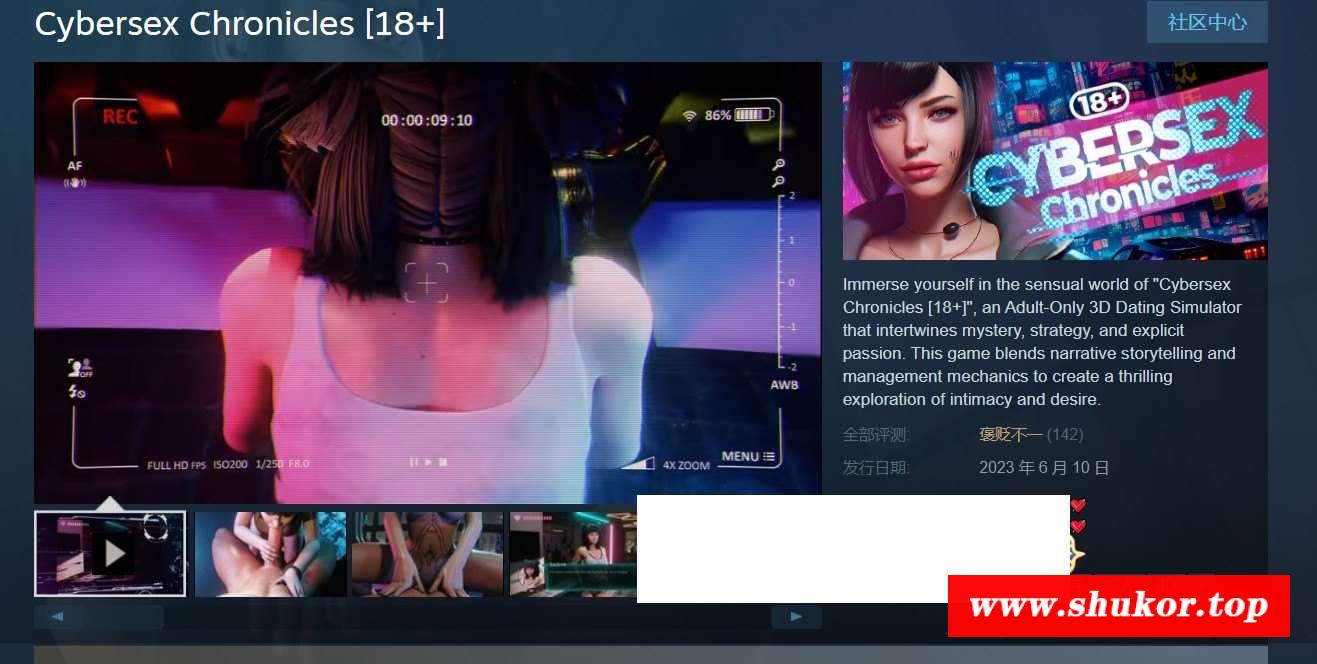 Cybersex Chronicles [18+]
社区中心
REC
00:00:09:10
86%
AF
2
1
0
-1
-2
OFF
AWB
FULL HD FPS ISO200 1/250 F8.0
4X ZOOM
MENU
18+
CYBERSEX
Chronicles
Immerse yourself in the sensual world of "Cybersex
Chronicles [18+]", an Adult-Only 3D Dating Simulator
that intertwines mystery, strategy, and explicit
passion. This game blends narrative storytelling and
management mechanics to create a thrilling
exploration of intimacy and desire.
全部评测: 褒贬不一 (142)
发行日期: 2023 年 6 月 10 日
www.shukor.top